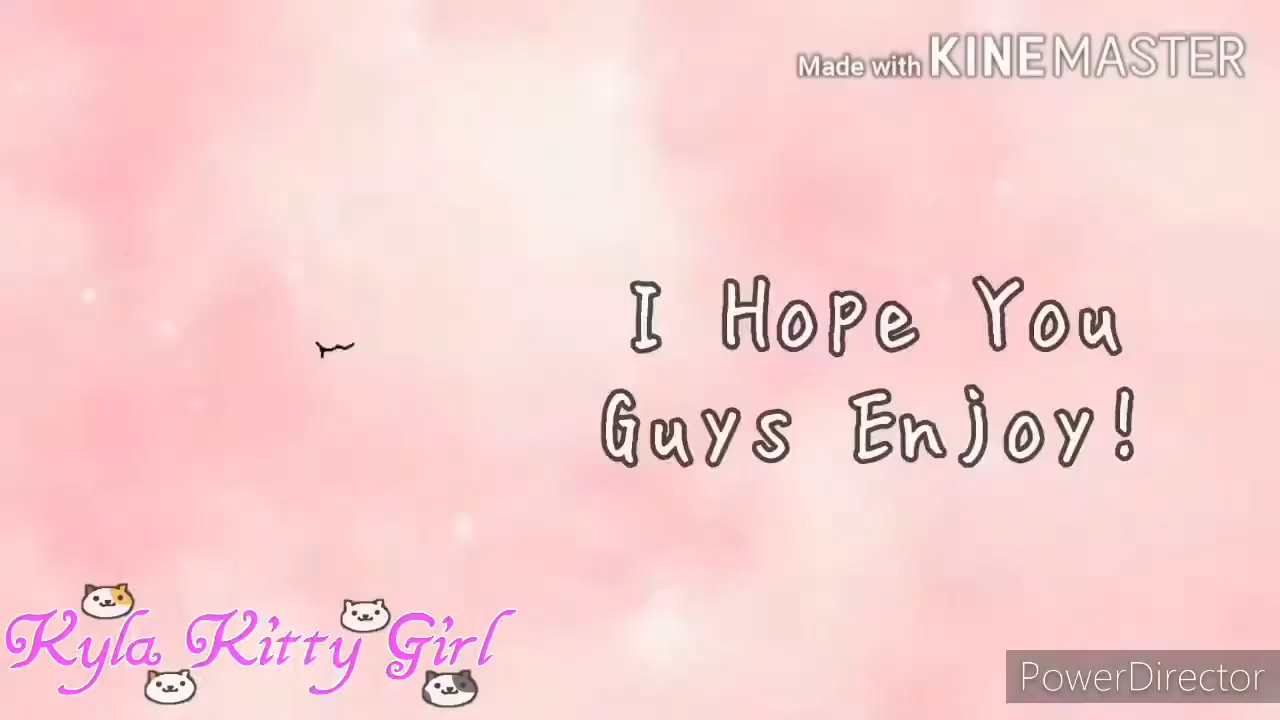 Made with KINEMASTER
I Hope You
Guys Enjoy!
Kyla Kitty Girl
PowerDirector